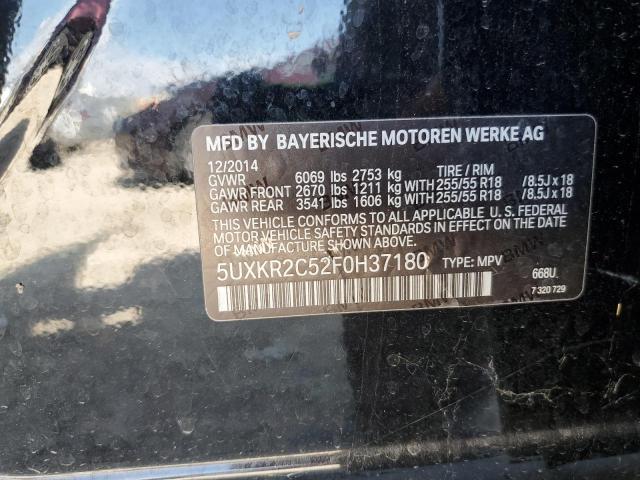 MFD BY BAYERISCHE MOTOREN WERKE AG
12/2014 TIRE / RIM
GVWR 6069 lbs 2753 kg
GAWR FRONT 2670 lbs 1211 kg WITH 255/55 R18 /8.5J x 18
GAWR REAR 3541 lbs 1606 kg WITH 255/55 R18 /8.5J x 18
THIS VEHICLE CONFORMS TO ALL APPLICABLE U. S. FEDERAL
MOTOR VEHICLE SAFETY STANDARDS IN EFFECT ON THE DATE
OF MANUFACTURE SHOWN ABOVE.
5UXKR2C52F0H37180 TYPE: MPV
668U
7 320 729